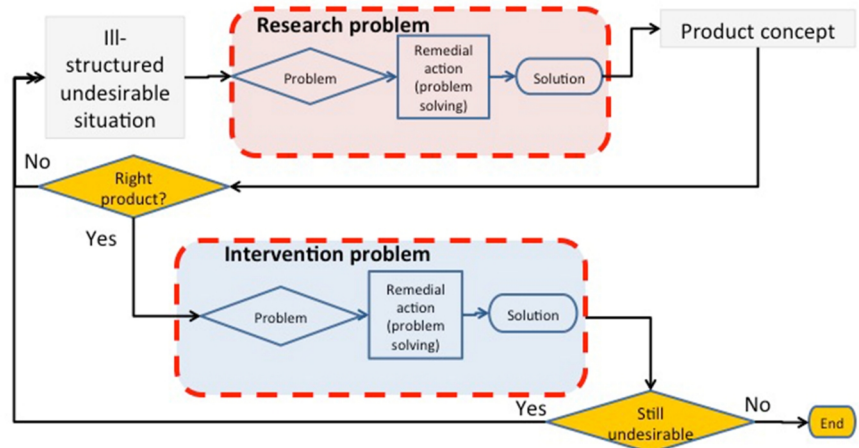 Ill-
structured
undesirable
situation
Research problem
Problem
Remedial
action
(problem
solving)
Solution
Product concept
No
Right
product?
Yes
Intervention problem
Problem
Remedial
action
(problem
solving)
Solution
Yes
Still
undesirable
No
End